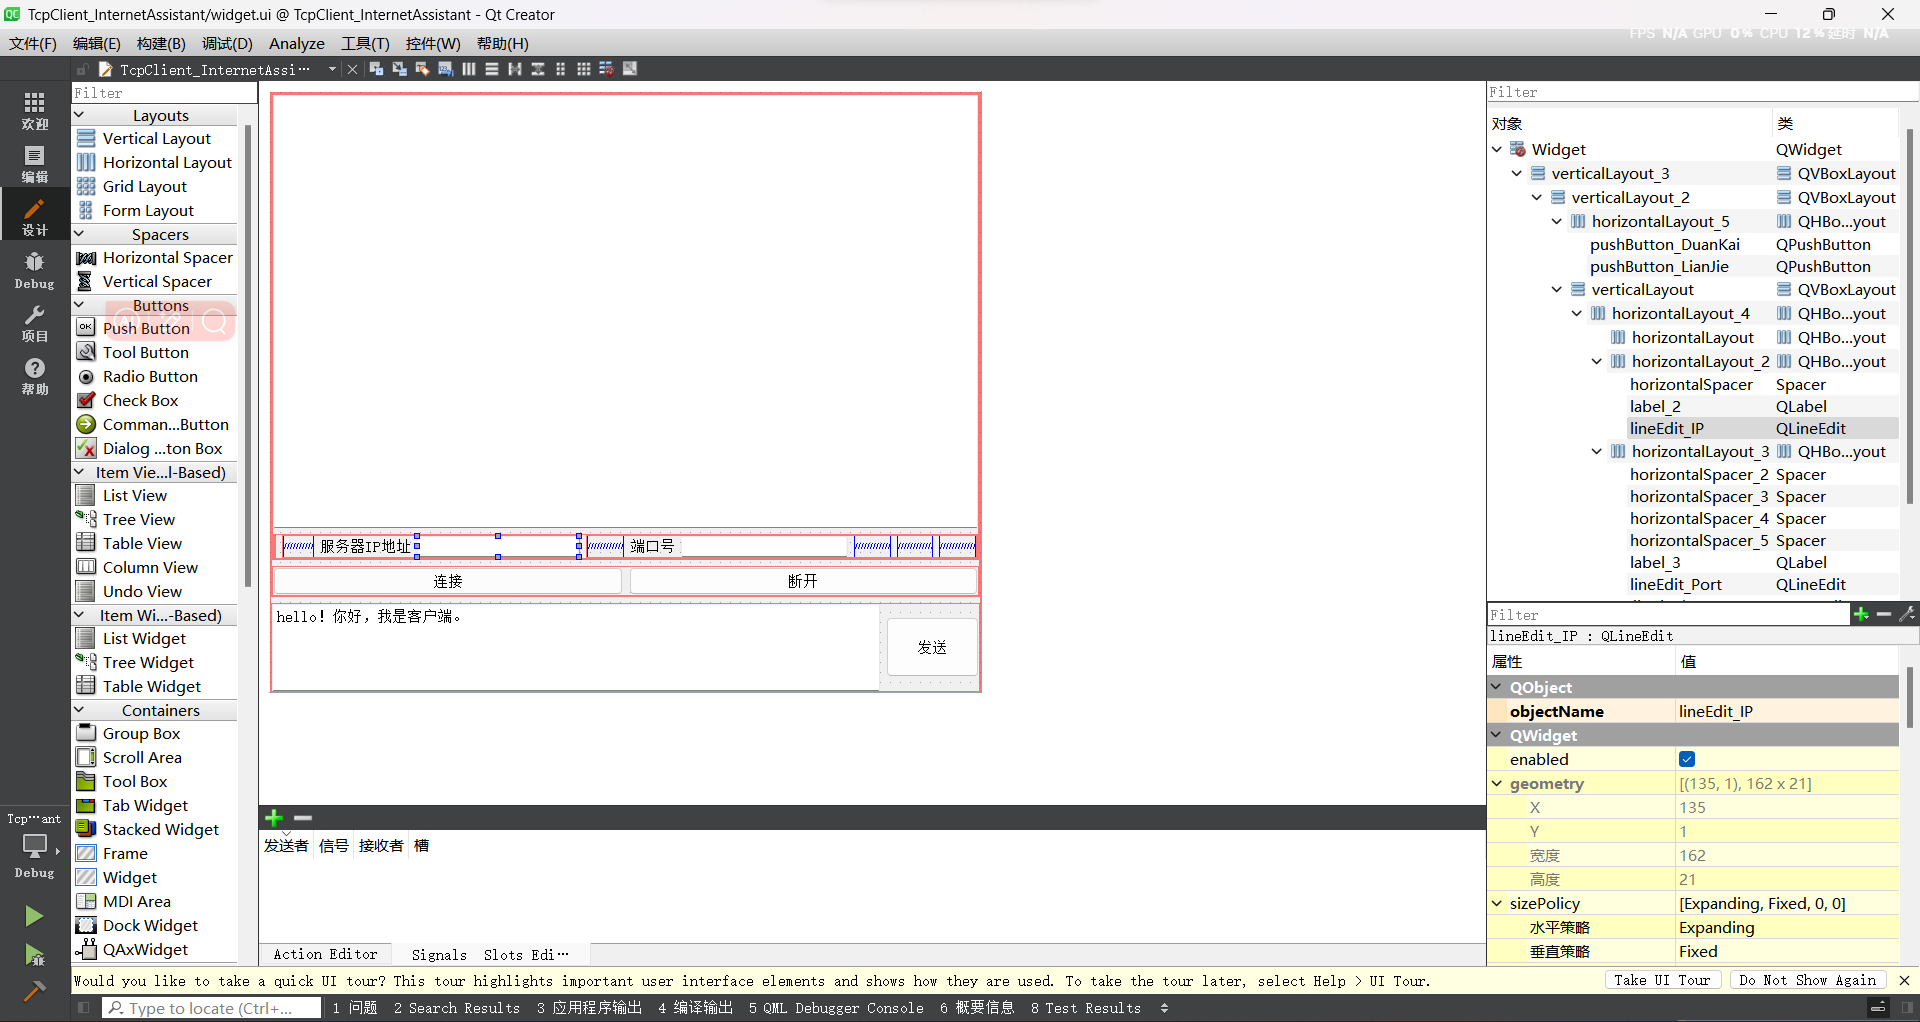 TcpClient_InternetAssistant/widget.ui @ TcpClient_InternetAssistant - Qt Creator
文件(F) 编辑(E) 构建(B) 调试(D) Analyze 工具(T) 控件(W) 帮助(H)
FPS N/A GPU 0% CPU 12% 延时 N/A
TcpClient_InternetAssi···
欢迎
编辑
设计
Debug
项目
帮助
Tcp···ant
Debug
Filter
Layouts
Vertical Layout
Horizontal Layout
Grid Layout
Form Layout
Spacers
Horizontal Spacer
Vertical Spacer
Buttons
Push Button
Tool Button
Radio Button
Check Box
Comman...Button
Dialog ...ton Box
Item Vie...l-Based)
List View
Tree View
Table View
Column View
Undo View
Item Wi...-Based)
List Widget
Tree Widget
Table Widget
Containers
Group Box
Scroll Area
Tool Box
Tab Widget
Stacked Widget
Frame
Widget
MDI Area
Dock Widget
QAxWidget
服务器IP地址 端口号
连接 断开
hello! 你好，我是客户端。
发送
发送者 信号 接收者 槽
Action Editor Signals Slots Edi···
Filter
对象 类
Widget QWidget
verticalLayout_3 QVBoxLayout
verticalLayout_2 QVBoxLayout
horizontalLayout_5 QHBo...yout
pushButton_DuanKai QPushButton
pushButton_LianJie QPushButton
verticalLayout QVBoxLayout
horizontalLayout_4 QHBo...yout
horizontalLayout QHBo...yout
horizontalLayout_2 QHBo...yout
horizontalSpacer Spacer
label_2 QLabel
lineEdit_IP QLineEdit
horizontalLayout_3 QHBo...yout
horizontalSpacer_2 Spacer
horizontalSpacer_3 Spacer
horizontalSpacer_4 Spacer
horizontalSpacer_5 Spacer
label_3 QLabel
lineEdit_Port QLineEdit
Filter
lineEdit_IP : QLineEdit
属性 值
QObject
objectName lineEdit_IP
QWidget
enabled
geometry [(135, 1), 162 x 21]
X 135
Y 1
宽度 162
高度 21
sizePolicy [Expanding, Fixed, 0, 0]
水平策略 Expanding
垂直策略 Fixed
Would you like to take a quick UI tour? This tour highlights important user interface elements and shows how they are used. To take the tour later, select Help > UI Tour.
Take UI Tour Do Not Show Again
Type to locate (Ctrl+... 1 问题 2 Search Results 3 应用程序输出 4 编译输出 5 QML Debugger Console 6 概要信息 8 Test Results